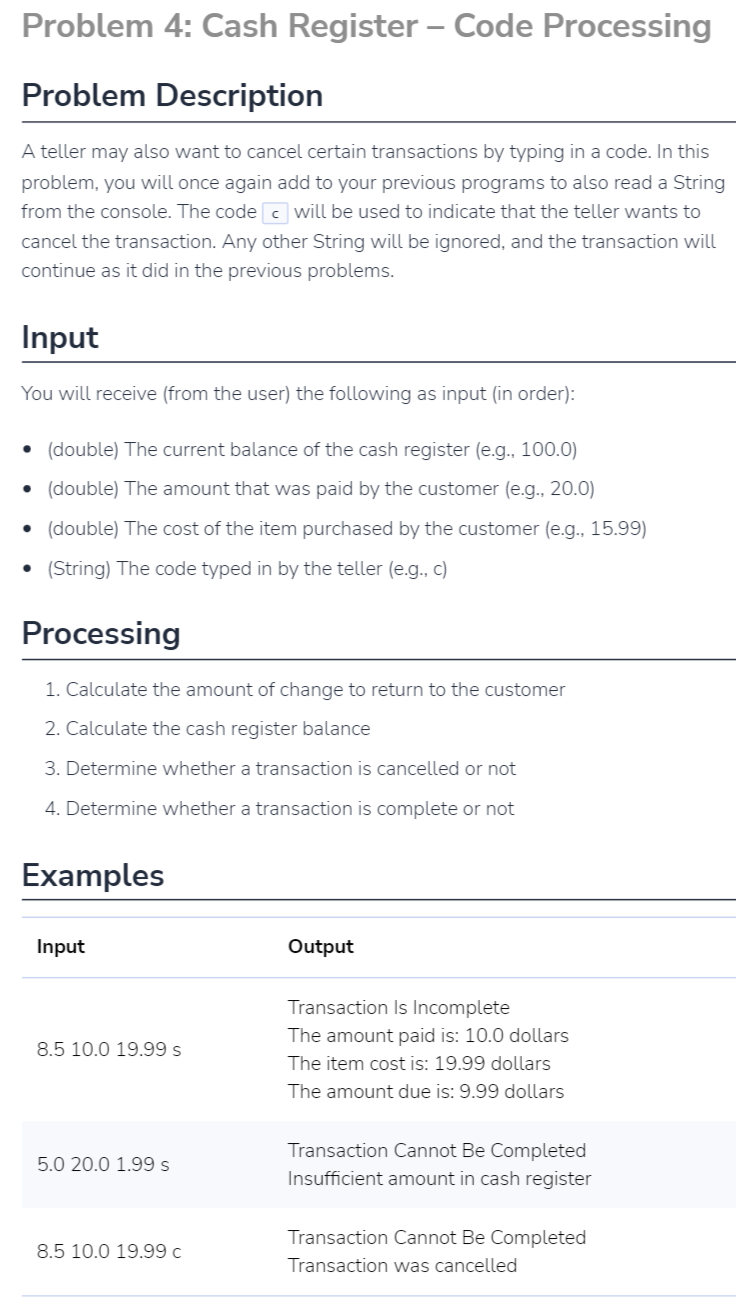 Problem 4: Cash Register – Code Processing
Problem Description
A teller may also want to cancel certain transactions by typing in a code. In this
problem, you will once again add to your previous programs to also read a String
from the console. The code c will be used to indicate that the teller wants to
cancel the transaction. Any other String will be ignored, and the transaction will
continue as it did in the previous problems.
Input
You will receive (from the user) the following as input (in order):
• (double) The current balance of the cash register (e.g., 100.0)
• (double) The amount that was paid by the customer (e.g., 20.0)
• (double) The cost of the item purchased by the customer (e.g., 15.99)
• (String) The code typed in by the teller (e.g., c)
Processing
1. Calculate the amount of change to return to the customer
2. Calculate the cash register balance
3. Determine whether a transaction is cancelled or not
4. Determine whether a transaction is complete or not
Examples
Input Output
8.5 10.0 19.99 s
Transaction Is Incomplete
The amount paid is: 10.0 dollars
The item cost is: 19.99 dollars
The amount due is: 9.99 dollars
5.0 20.0 1.99 s
Transaction Cannot Be Completed
Insufficient amount in cash register
8.5 10.0 19.99 c
Transaction Cannot Be Completed
Transaction was cancelled